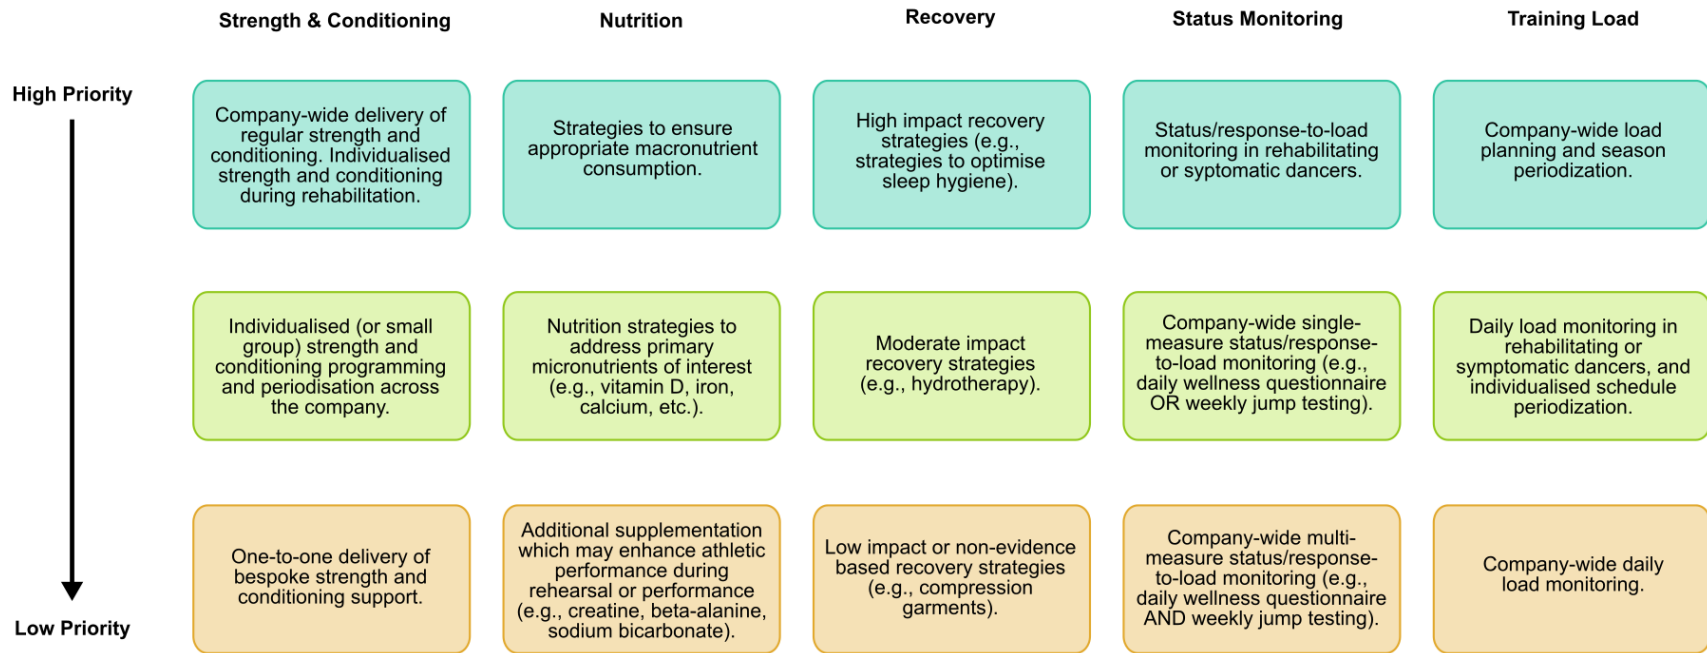 Strength & Conditioning
Nutrition
Recovery
Status Monitoring
Training Load
High Priority
Company-wide delivery of
regular strength and
conditioning. Individualised
strength and conditioning
during rehabilitation.
Strategies to ensure
appropriate macronutrient
consumption.
High impact recovery
strategies (e.g.,
strategies to optimise
sleep hygiene).
Status/response-to-load
monitoring in rehabilitating
or syptomatic dancers.
Company-wide load
planning and season
periodization.
Individualised (or small
group) strength and
conditioning programming
and periodisation across
the company.
Nutrition strategies to
address primary
micronutrients of interest
(e.g., vitamin D, iron,
calcium, etc.).
Moderate impact
recovery strategies
(e.g., hydrotherapy).
Company-wide single-
measure status/response-
to-load monitoring (e.g.,
daily wellness questionnaire
OR weekly jump testing).
Daily load monitoring in
rehabilitating or
symptomatic dancers, and
individualised schedule
periodization.
One-to-one delivery of
bespoke strength and
conditioning support.
Additional supplementation
which may enhance athletic
performance during
rehearsal or performance
(e.g., creatine, beta-alanine,
sodium bicarbonate).
Low impact or non-evidence
based recovery strategies
(e.g., compression
garments).
Company-wide multi-
measure status/response-
to-load monitoring (e.g.,
daily wellness questionnaire
AND weekly jump testing).
Company-wide daily
load monitoring.
Low Priority